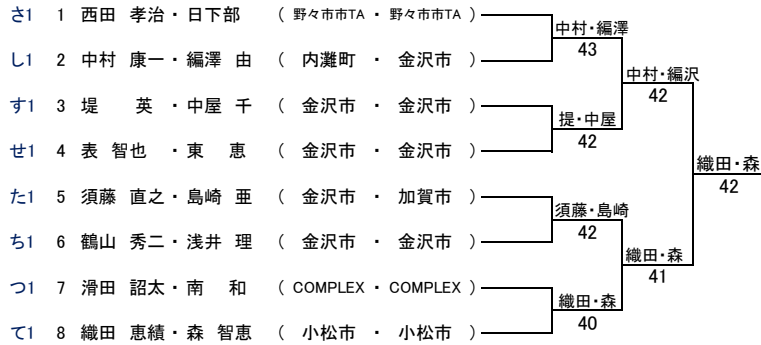 さ1 1 西田 孝治・日下部 ( 野々市市TA ・ 野々市市TA )
中村・編澤
43
し1 2 中村 康一・編澤 由 ( 内灘町 ・ 金沢市 )
中村・編沢
42
す1 3 堤 英 ・中屋 千 ( 金沢市 ・ 金沢市 )
提・中屋
42
せ1 4 表 智也 ・東 恵 ( 金沢市 ・ 金沢市 )
織田・森
42
た1 5 須藤 直之・島崎 亜 ( 金沢市 ・ 加賀市 )
須藤・島崎
42
ち1 6 鶴山 秀二・浅井 理 ( 金沢市 ・ 金沢市 )
織田・森
41
つ1 7 滑田 詔太・南 和 ( COMPLEX ・ COMPLEX )
織田・森
40
て1 8 織田 恵績・森 智恵 ( 小松市 ・ 小松市 )